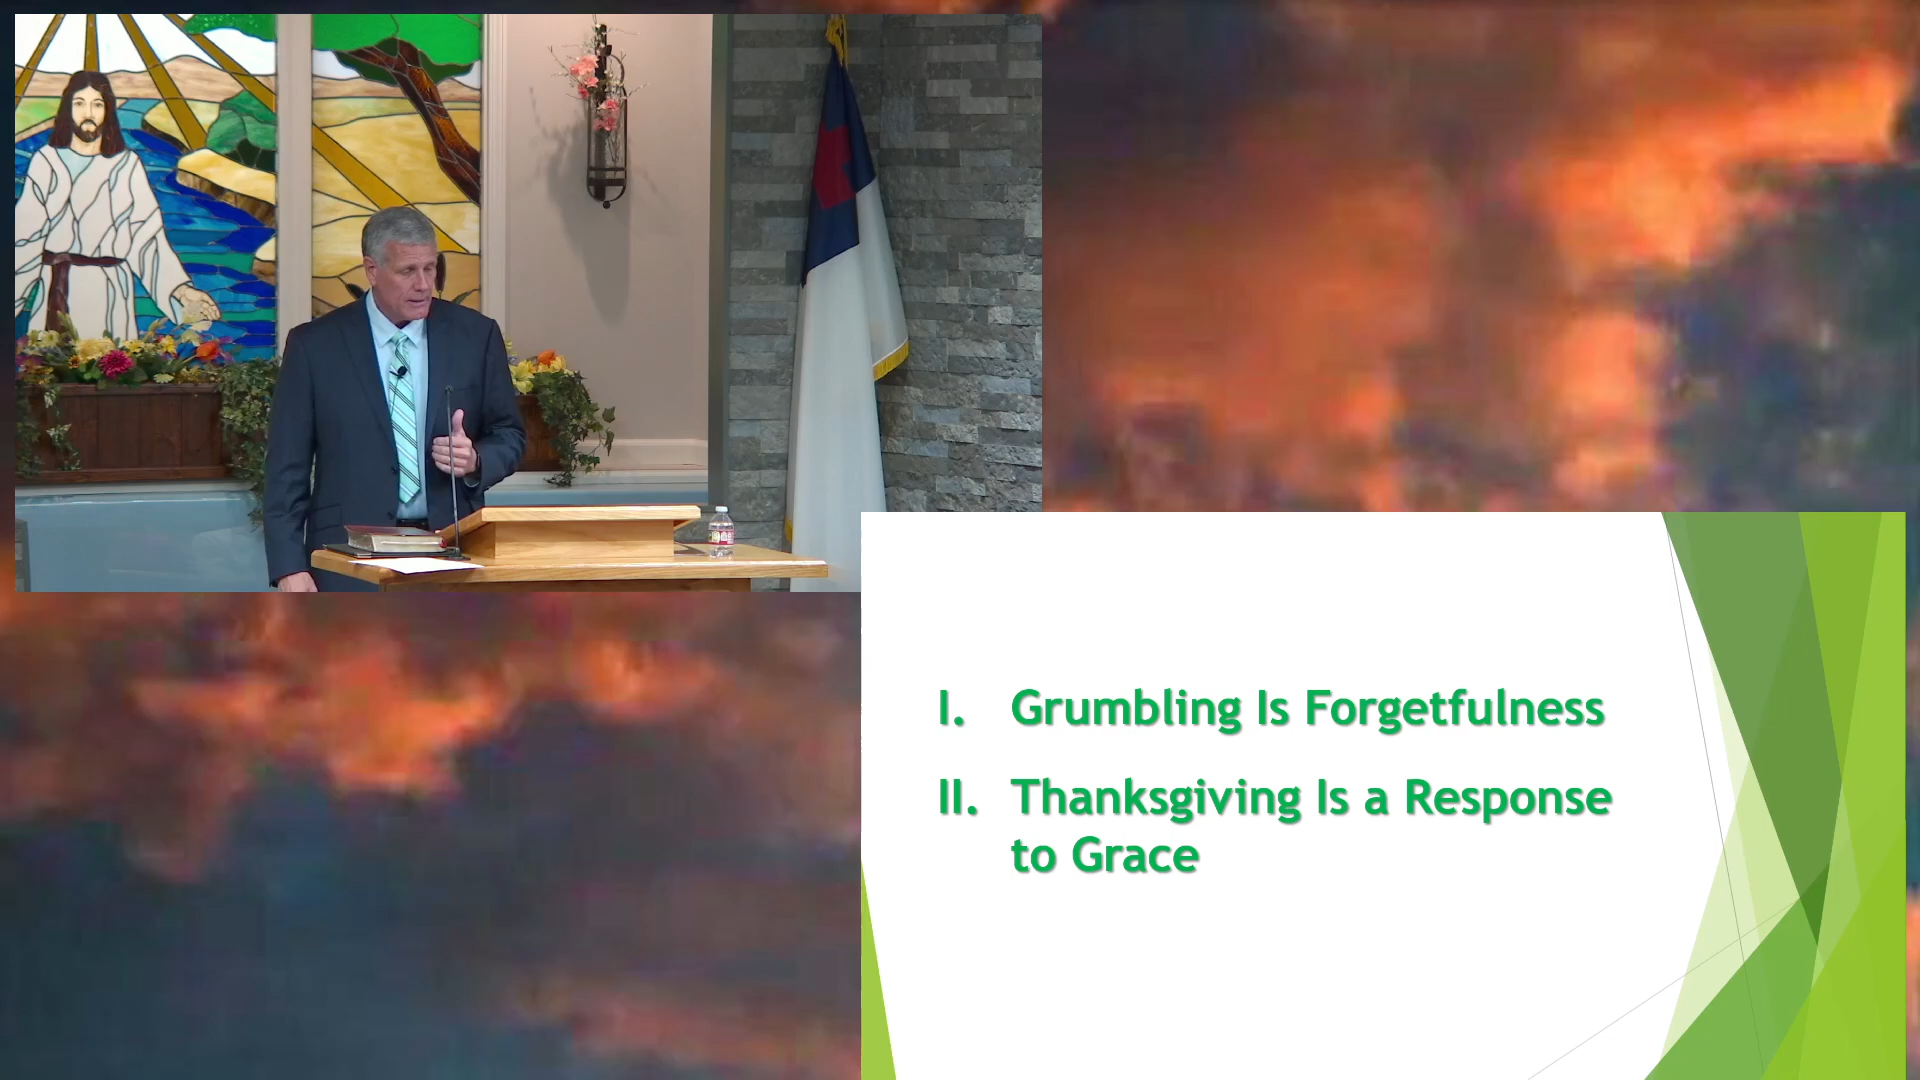 I. Grumbling Is Forgetfulness
II. Thanksgiving Is a Response
to Grace